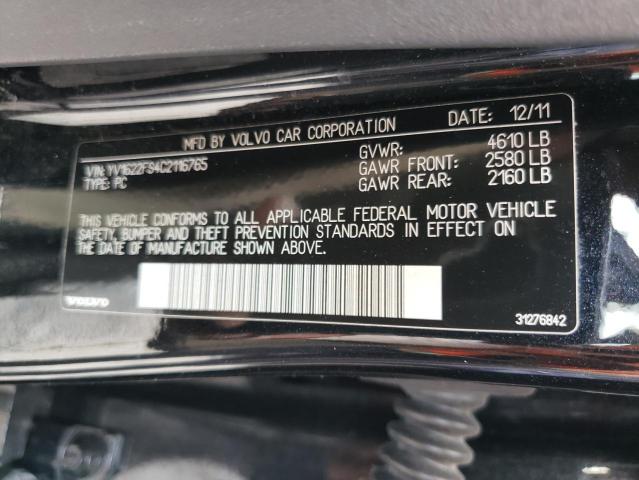 MFD BY VOLVO CAR CORPORATION DATE: 12/11
VIN: YV1622FS4C2116765 GVWR: 4610 LB
TYPE: PC GAWR FRONT: 2580 LB
GAWR REAR: 2160 LB
THIS VEHICLE CONFORMS TO ALL APPLICABLE FEDERAL MOTOR VEHICLE
SAFETY, BUMPER AND THEFT PREVENTION STANDARDS IN EFFECT ON
THE DATE OF MANUFACTURE SHOWN ABOVE.
VOLVO 31276842